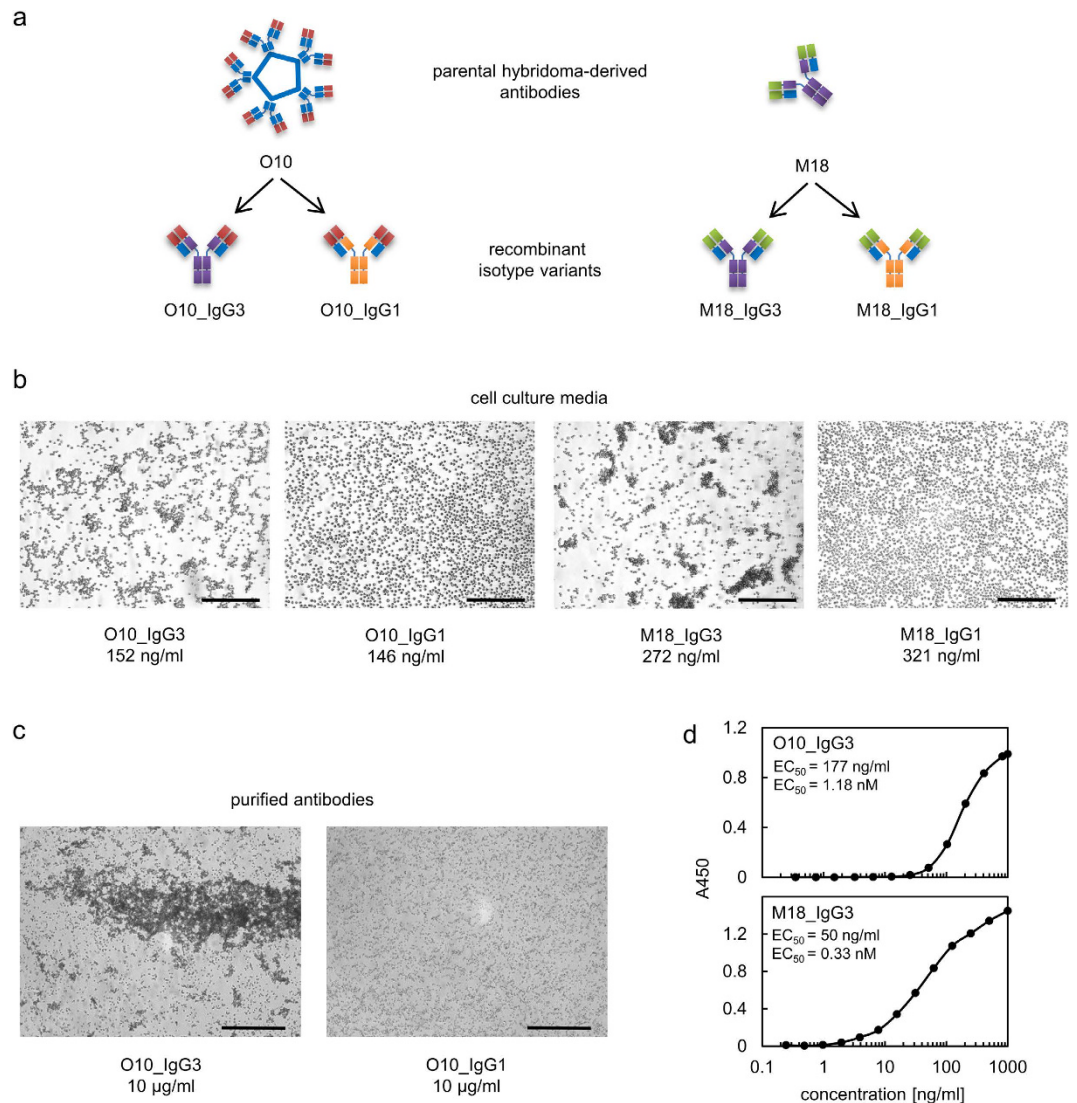 a
parental hybridoma-derived
antibodies
O10
M18
recombinant
isotype variants
O10_IgG3
O10_IgG1
M18_IgG3
M18_IgG1
b
cell culture media
O10_IgG3
152 ng/ml
O10_IgG1
146 ng/ml
M18_IgG3
272 ng/ml
M18_IgG1
321 ng/ml
c
purified antibodies
O10_IgG3
10 µg/ml
O10_IgG1
10 µg/ml
d
A450
1.2
0.8
0.4
0
O10_IgG3
EC50 = 177 ng/ml
EC50 = 1.18 nM
1.2
0.8
0.4
0
M18_IgG3
EC50 = 50 ng/ml
EC50 = 0.33 nM
0.1 1 10 100 1000
concentration [ng/ml]